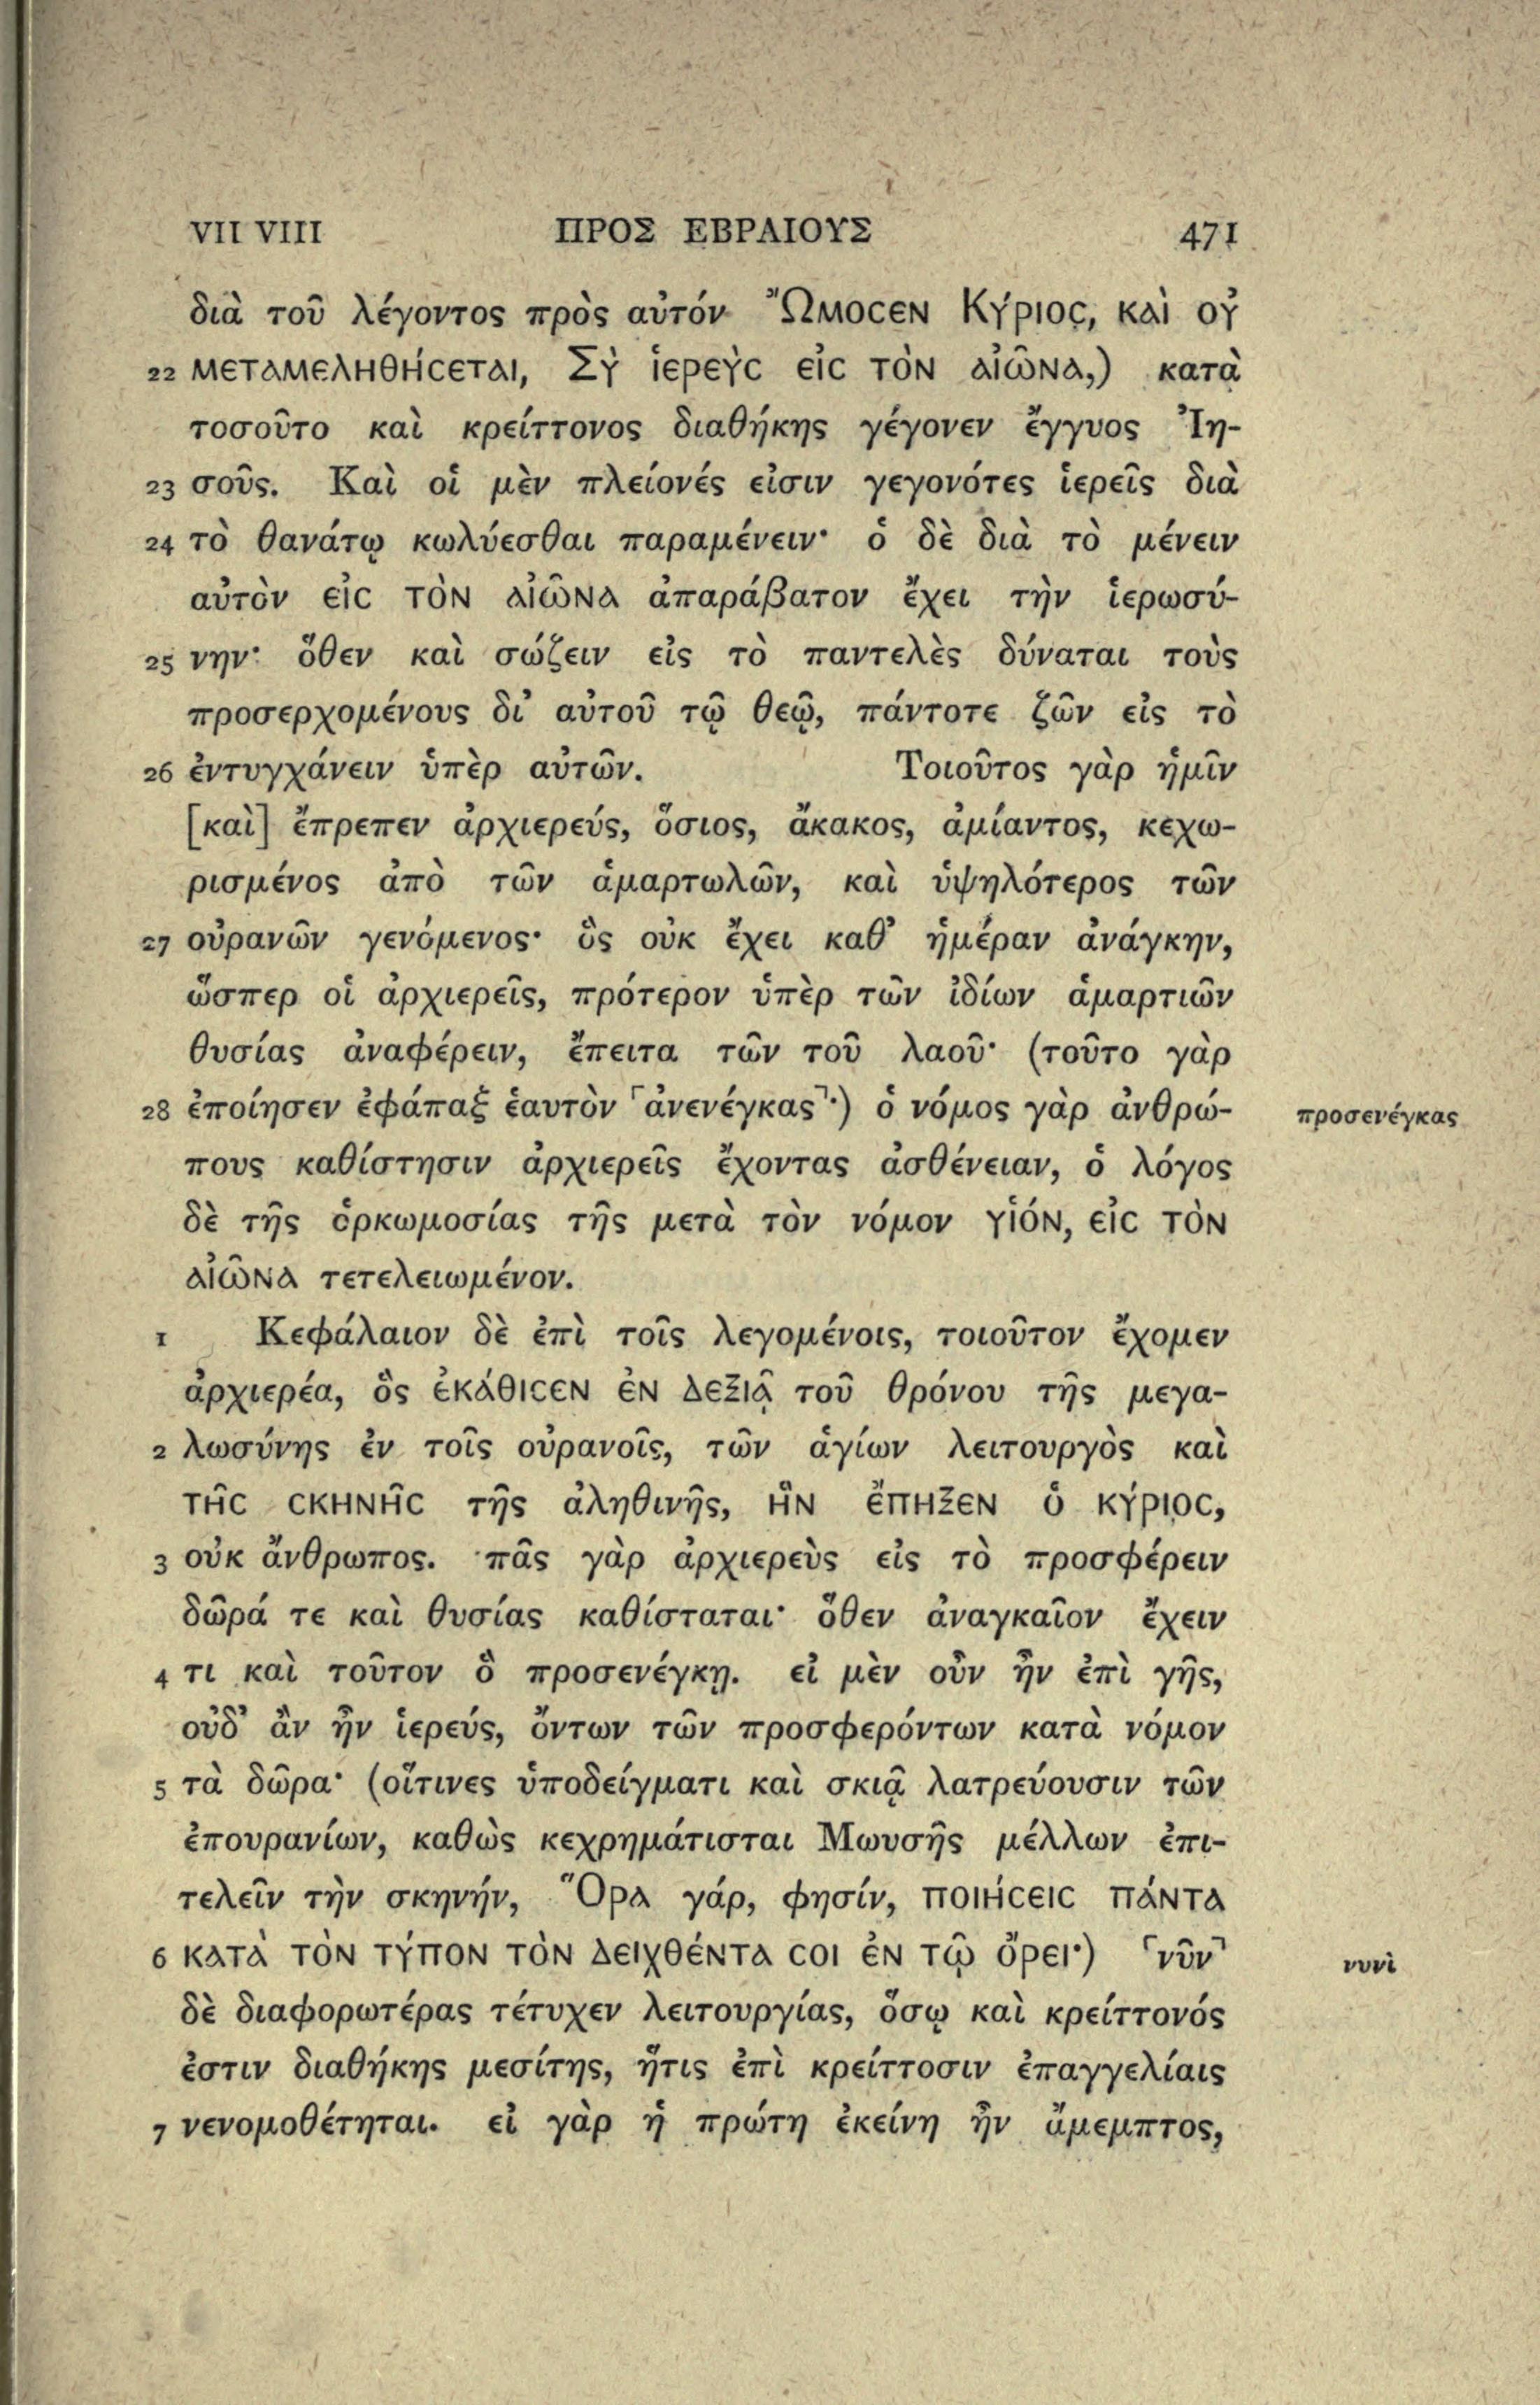 VII VIII ΠΡΟΣ ΕΒΡΑΙΟΥΣ 471
διὰ τοῦ λέγοντος πρὸς αὐτόν Ὤμοσεν Κύριος, καὶ οὐ
22 μεταμεληθήσεται, Σὺ ἱερεὺς εἰς τὸν αἰῶνα,) κατὰ
τοσοῦτο καὶ κρείττονος διαθήκης γέγονεν ἔγγυος Ἰη-
23 σοῦς. Καὶ οἱ μὲν πλείονές εἰσιν γεγονότες ἱερεῖς διὰ
24 τὸ θανάτῳ κωλύεσθαι παραμένειν· ὁ δὲ διὰ τὸ μένειν
αὐτὸν εἰς τὸν αἰῶνα ἀπαράβατον ἔχει τὴν ἱερωσύ-
25 νην· ὅθεν καὶ σώζειν εἰς τὸ παντελὲς δύναται τοὺς
προσερχομένους δι᾽ αὐτοῦ τῷ θεῷ, πάντοτε ζῶν εἰς τὸ
26 ἐντυγχάνειν ὑπὲρ αὐτῶν. Τοιοῦτος γὰρ ἡμῖν
[καὶ] ἔπρεπεν ἀρχιερεύς, ὅσιος, ἄκακος, ἀμίαντος, κεχω-
ρισμένος ἀπὸ τῶν ἁμαρτωλῶν, καὶ ὑψηλότερος τῶν
27 οὐρανῶν γενόμενος· ὃς οὐκ ἔχει καθ᾽ ἡμέραν ἀνάγκην,
ὥσπερ οἱ ἀρχιερεῖς, πρότερον ὑπὲρ τῶν ἰδίων ἁμαρτιῶν
θυσίας ἀναφέρειν, ἔπειτα τῶν τοῦ λαοῦ· (τοῦτο γὰρ
28 ἐποίησεν ἐφάπαξ ἑαυτὸν ⸢ἀνενέγκας⸣·) ὁ νόμος γὰρ ἀνθρώ- προσενέγκας
πους καθίστησιν ἀρχιερεῖς ἔχοντας ἀσθένειαν, ὁ λόγος
δὲ τῆς ὁρκωμοσίας τῆς μετὰ τὸν νόμον υἱόν, εἰς τὸν
αἰῶνα τετελειωμένον.
1 Κεφάλαιον δὲ ἐπὶ τοῖς λεγομένοις, τοιοῦτον ἔχομεν
ἀρχιερέα, ὃς ἐκάθισεν ἐν δεξιᾷ τοῦ θρόνου τῆς μεγα-
2 λωσύνης ἐν τοῖς οὐρανοῖς, τῶν ἁγίων λειτουργὸς καὶ
τῆς σκηνῆς τῆς ἀληθινῆς, ἣν ἔπηξεν ὁ κύριος,
3 οὐκ ἄνθρωπος. πᾶς γὰρ ἀρχιερεὺς εἰς τὸ προσφέρειν
δῶρά τε καὶ θυσίας καθίσταται· ὅθεν ἀναγκαῖον ἔχειν
4 τι καὶ τοῦτον ὃ προσενέγκῃ. εἰ μὲν οὖν ἦν ἐπὶ γῆς,
οὐδ᾽ ἂν ἦν ἱερεύς, ὄντων τῶν προσφερόντων κατὰ νόμον
5 τὰ δῶρα· (οἵτινες ὑποδείγματι καὶ σκιᾷ λατρεύουσιν τῶν
ἐπουρανίων, καθὼς κεχρημάτισται Μωυσῆς μέλλων ἐπι-
τελεῖν τὴν σκηνήν, Ὅρα γάρ, φησίν, ποιήσεις πάντα
6 κατὰ τὸν τύπον τὸν δειχθέντα σοι ἐν τῷ ὄρει·) ⸢νῦν⸣ νυνὶ
δὲ διαφορωτέρας τέτυχεν λειτουργίας, ὅσῳ καὶ κρείττονός
ἐστιν διαθήκης μεσίτης, ἥτις ἐπὶ κρείττοσιν ἐπαγγελίαις
7 νενομοθέτηται. εἰ γὰρ ἡ πρώτη ἐκείνη ἦν ἄμεμπτος,